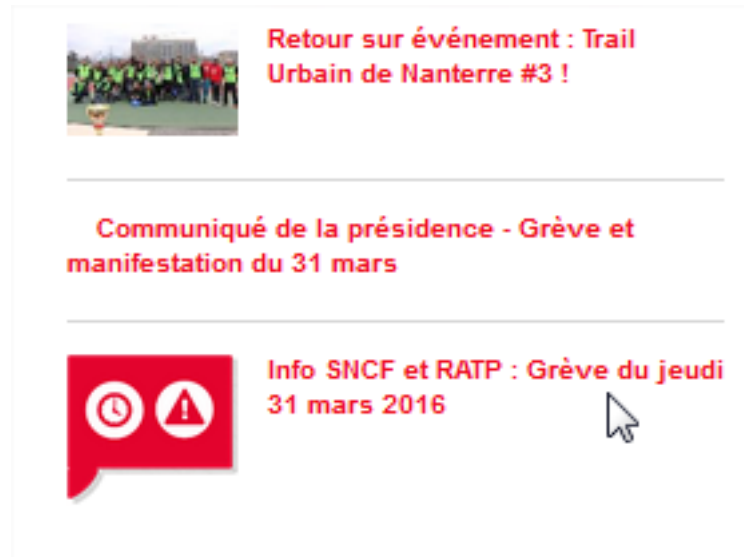 Retour sur événement : Trail
Urbain de Nanterre #3 !
Communiqué de la présidence - Grève et
manifestation du 31 mars
Info SNCF et RATP : Grève du jeudi
31 mars 2016